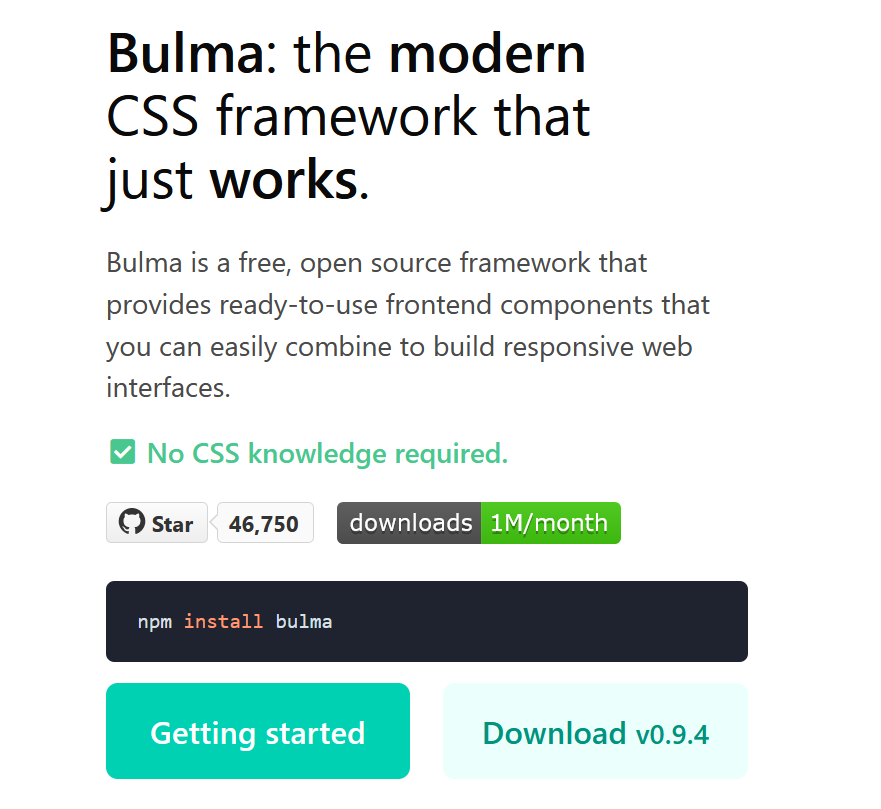 Bulma: the modern
CSS framework that
just works.
Bulma is a free, open source framework that
provides ready-to-use frontend components that
you can easily combine to build responsive web
interfaces.
No CSS knowledge required.
Star 46,750 downloads 1M/month
npm install bulma
Getting started Download v0.9.4